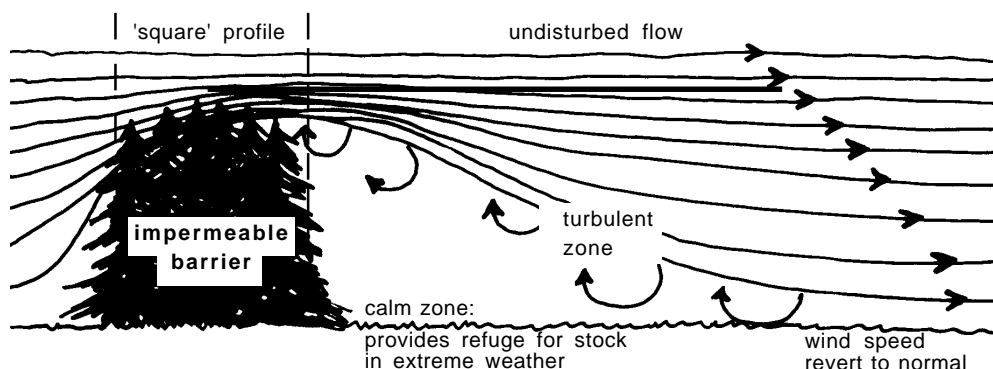 'square' profile
undisturbed flow
impermeable
barrier
turbulent
zone
calm zone:
provides refuge for stock
in extreme weather
wind speed
revert to normal